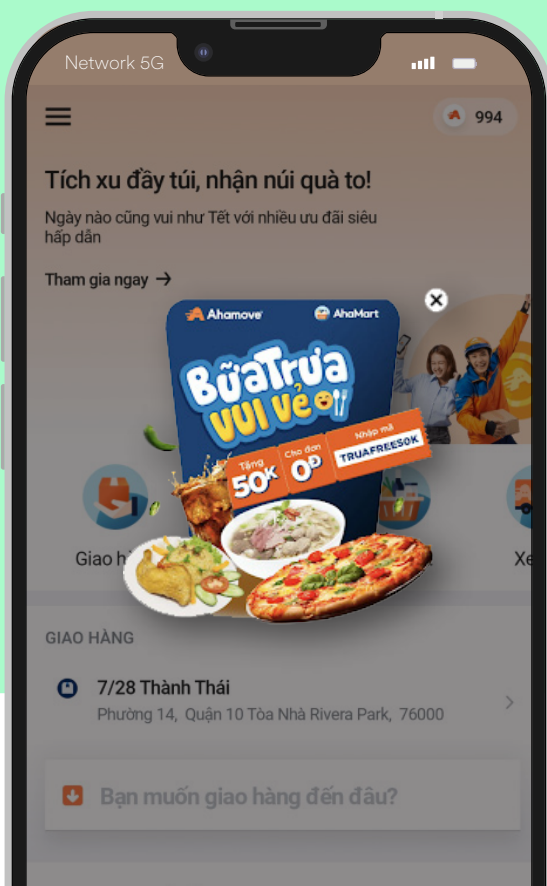 Network 5G
994
Tích xu đầy túi, nhận núi quà to!
Ngày nào cũng vui như Tết với nhiều ưu đãi siêu
hấp dẫn
Tham gia ngay →
Ahamove
AhaMart
Bữa Trưa
Vui Vẻ
Tặng
50K
Cho đơn
0Đ
Nhập mã
TRUAFREE50K
Giao h
Xe
GIAO HÀNG
7/28 Thành Thái
Phường 14, Quận 10 Tòa Nhà Rivera Park, 76000
Bạn muốn giao hàng đến đâu?